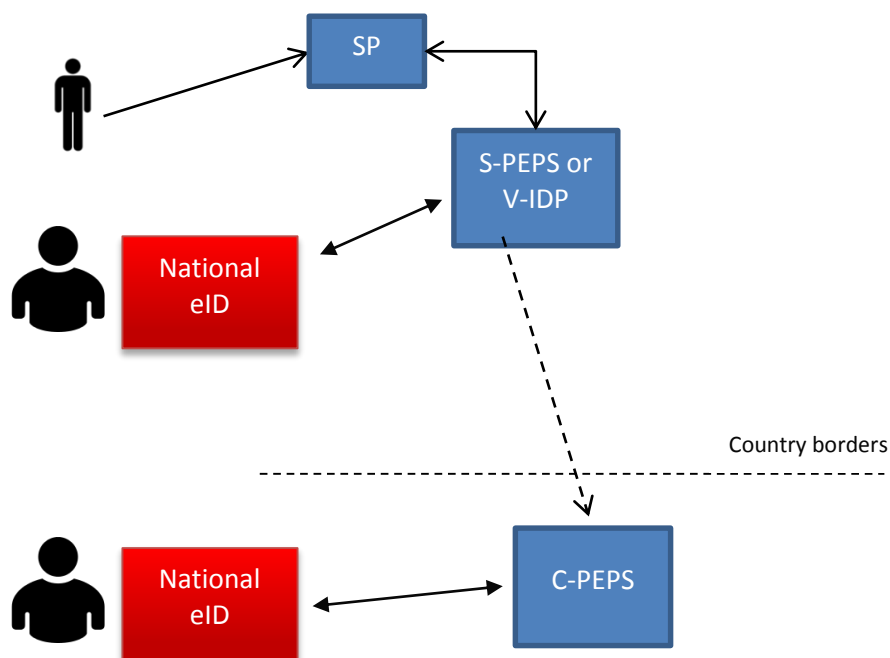 SP
S-PEPS or
V-IDP
National
eID
Country borders
C-PEPS
National
eID